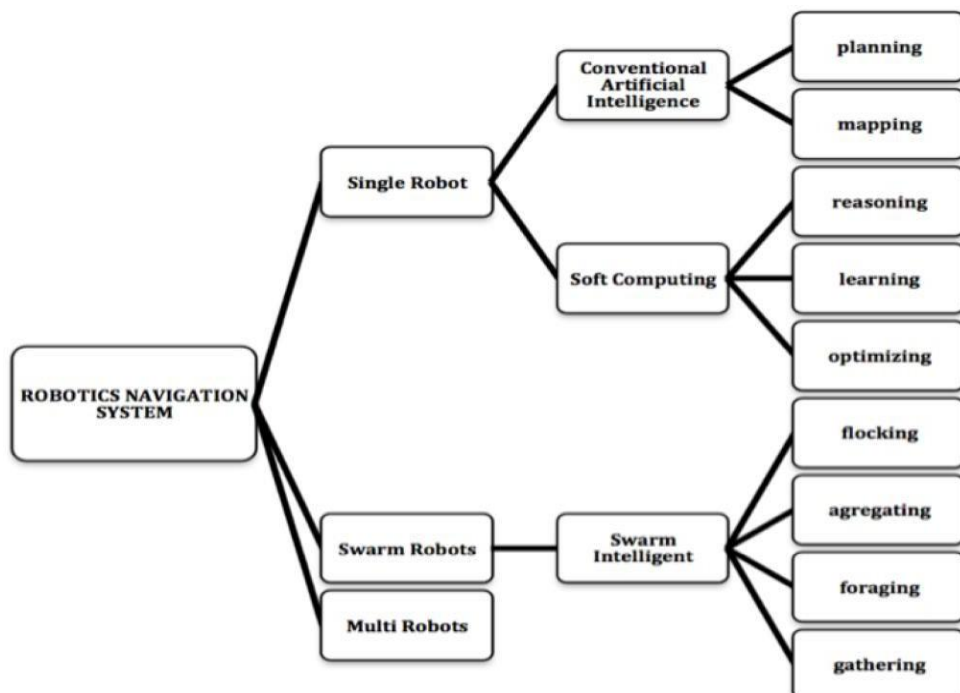 planning
Conventional
Artificial
Intelligence
mapping
Single Robot
reasoning
Soft Computing
learning
optimizing
ROBOTICS NAVIGATION
SYSTEM
flocking
agregating
Swarm Robots
Swarm
Intelligent
foraging
Multi Robots
gathering